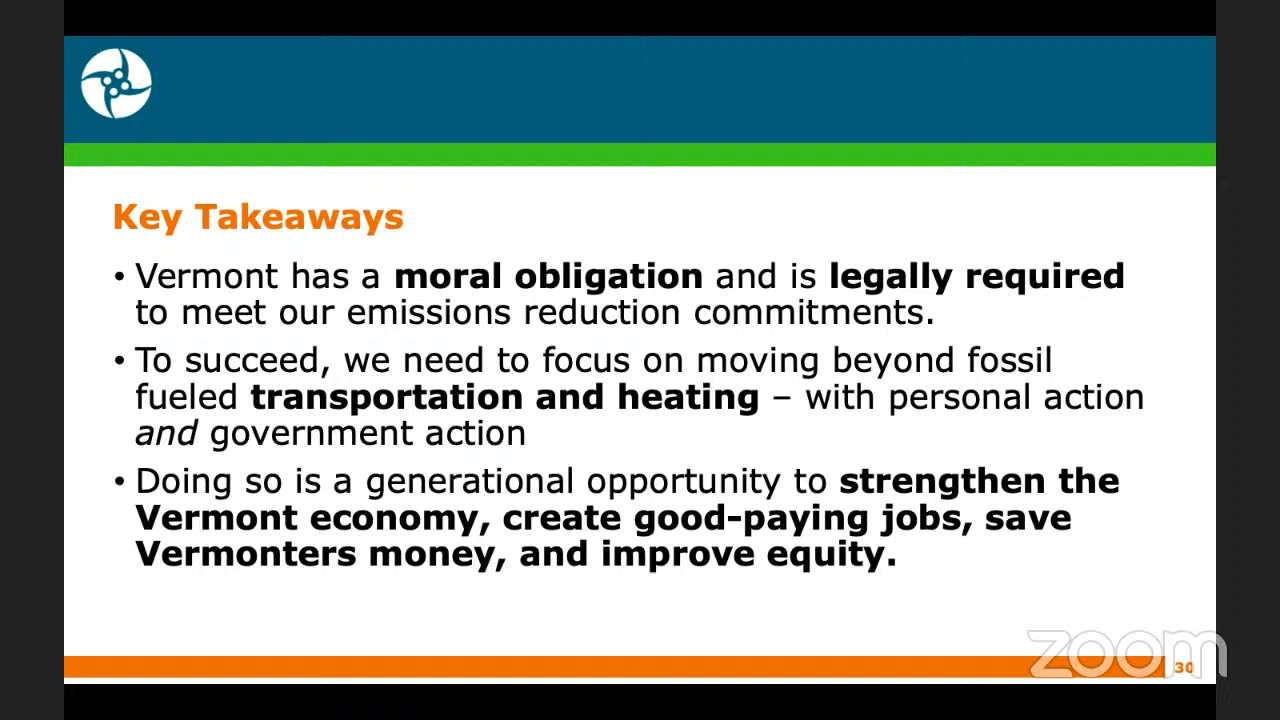 Key Takeaways
• Vermont has a moral obligation and is legally required
to meet our emissions reduction commitments.
• To succeed, we need to focus on moving beyond fossil
fueled transportation and heating – with personal action
and government action
• Doing so is a generational opportunity to strengthen the
Vermont economy, create good-paying jobs, save
Vermonters money, and improve equity.
zoom
30